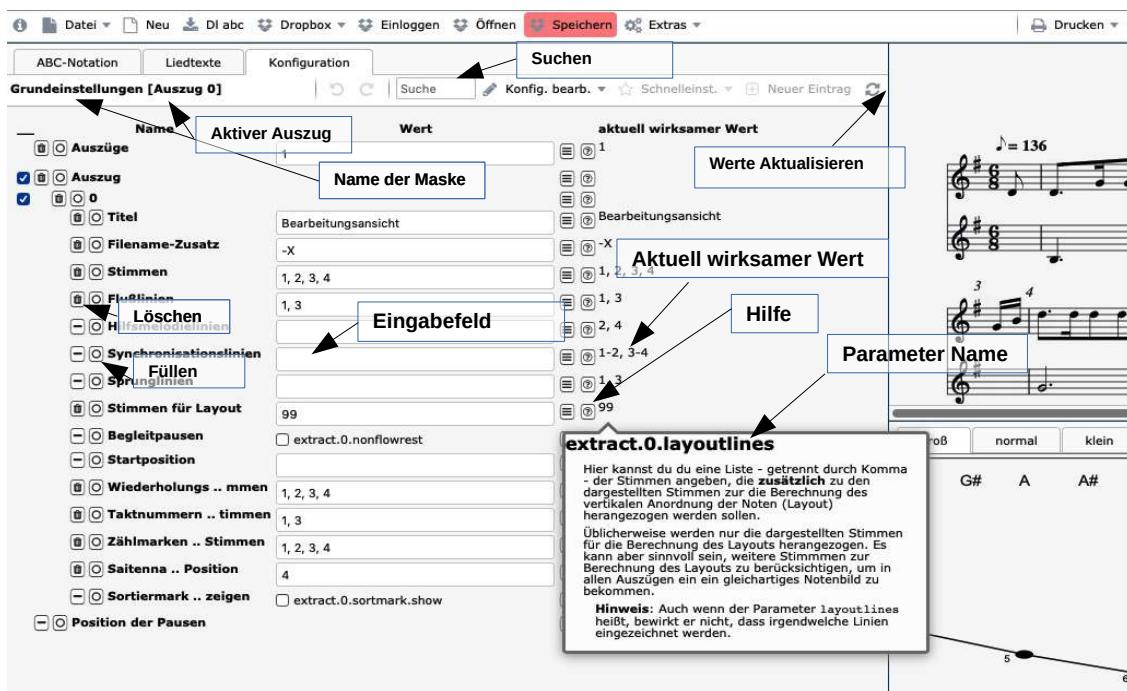 Datei Neu Dl abc Dropbox Einloggen Öffnen Speichern Extras Drucken
ABC-Notation Liedtexte Konfiguration
Suchen
Grundeinstellungen [Auszug 0] Suche Konfig. bearb. Schnelleinst. Neuer Eintrag
Name Wert aktuell wirksamer Wert
Aktiver Auszug
Auszüge 1 1
Werte Aktualisieren
= 136
Auszug
Name der Maske
0
Titel Bearbeitungsansicht Bearbeitungsansicht
Filename-Zusatz -X -X
Aktuell wirksamer Wert
Stimmen 1, 2, 3, 4 1, 2, 3, 4
Flußlinien 1, 3 1, 3
3 4
Löschen
Eingabefeld
Hilfe
Hilfsmelodielinien 2, 4
Synchronisationslinien 1-2, 3-4
Parameter Name
Füllen
Sprunglinien 1, 3
Stimmen für Layout 99 99
Begleitpausen extract.0.nonflowrest
extract.0.layoutlines
roß normal klein
Startposition
Hier kannst du du eine Liste - getrennt durch Komma
- der Stimmen angeben, die zusätzlich zu den
dargestellten Stimmen zur die Berechnung des
vertikalen Anordnung der Noten (Layout)
herangezogen werden sollen.
G# A A#
Wiederholungs .. mmen 1, 2, 3, 4
Taktnummern .. timmen 1, 3
Üblicherweise werden nur die dargestellten Stimmen
für die Berechnung des Layouts herangezogen. Es
kann aber sinnvoll sein, weitere Stimmmen zur
Berechnung des Layouts zu berücksichtigen, um in
allen Auszügen ein ein gleichartiges Notenbild zu
bekommen.
Zählmarken .. Stimmen 1, 2, 3, 4
Saitenna .. Position 4
Sortiermark .. zeigen extract.0.sortmark.show
Hinweis: Auch wenn der Parameter layoutlines
heißt, bewirkt er nicht, dass irgendwelche Linien
eingezeichnet werden.
Position der Pausen
5
6